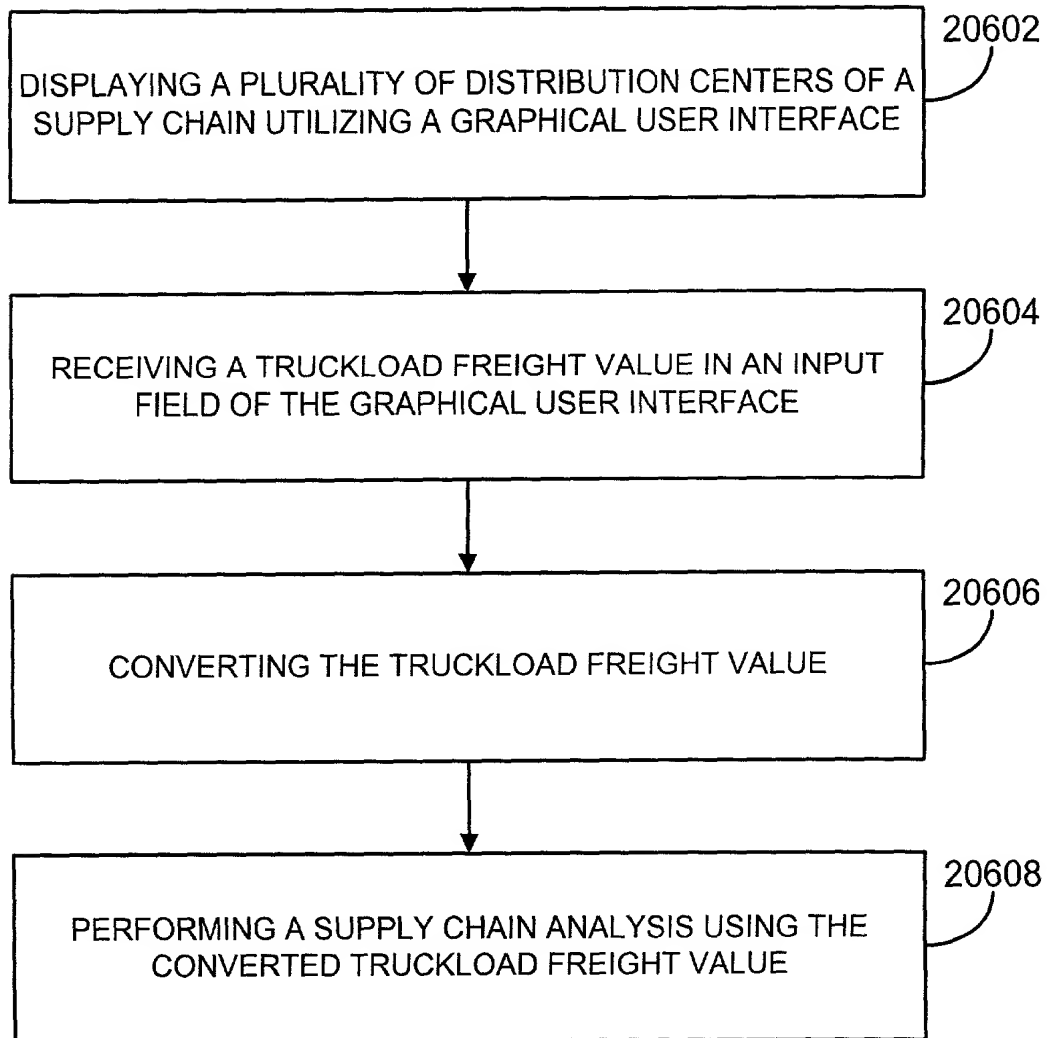 20602
DISPLAYING A PLURALITY OF DISTRIBUTION CENTERS OF A
SUPPLY CHAIN UTILIZING A GRAPHICAL USER INTERFACE
20604
RECEIVING A TRUCKLOAD FREIGHT VALUE IN AN INPUT
FIELD OF THE GRAPHICAL USER INTERFACE
20606
CONVERTING THE TRUCKLOAD FREIGHT VALUE
20608
PERFORMING A SUPPLY CHAIN ANALYSIS USING THE
CONVERTED TRUCKLOAD FREIGHT VALUE